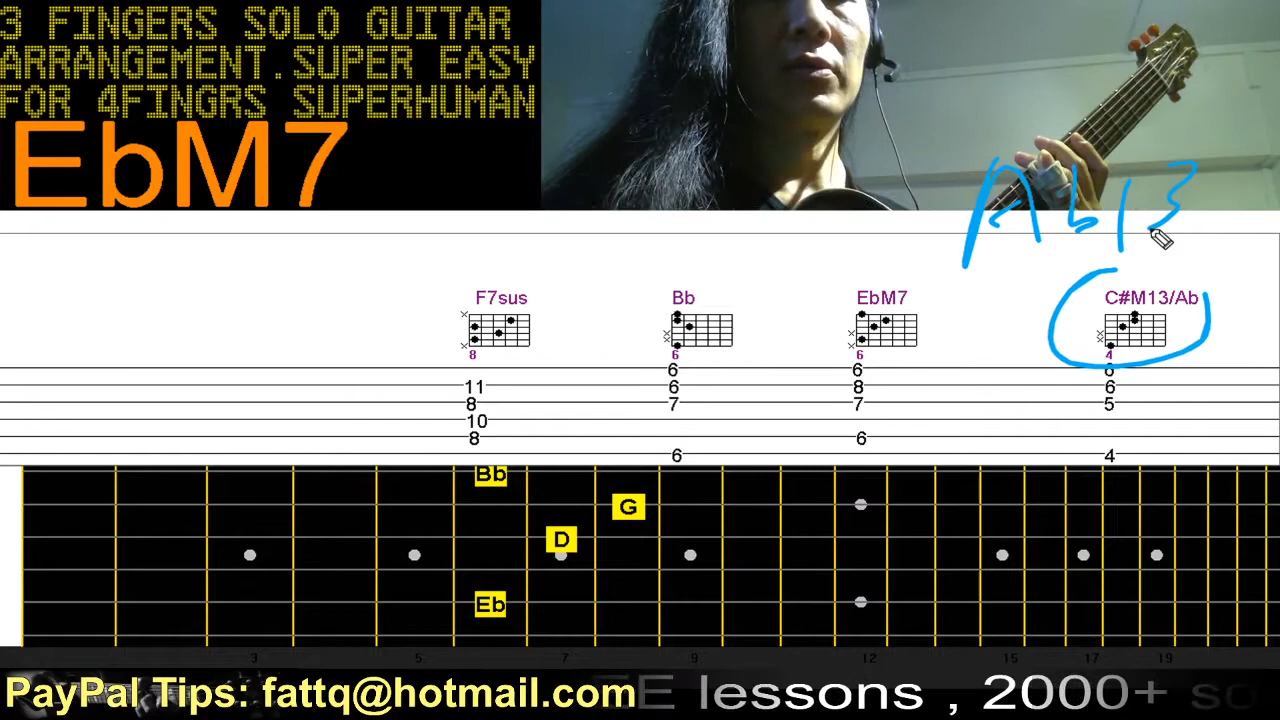 3 FINGERS SOLO GUITAR
ARRANGEMENT.SUPER EASY
FOR 4FINGRS SUPERHUMAN
EbM7
Ab13
F7sus Bb EbM7 C#M13/Ab
x x x x
x x x x x
8 6 6 4
6 6 6
11 6 8 6
8 7 7 5
10
8 6
6 4
Bb
G
D
Eb
3 5 7 9 12 15 17 19
PayPal Tips: fattq@hotmail.com EE lessons , 2000+ so